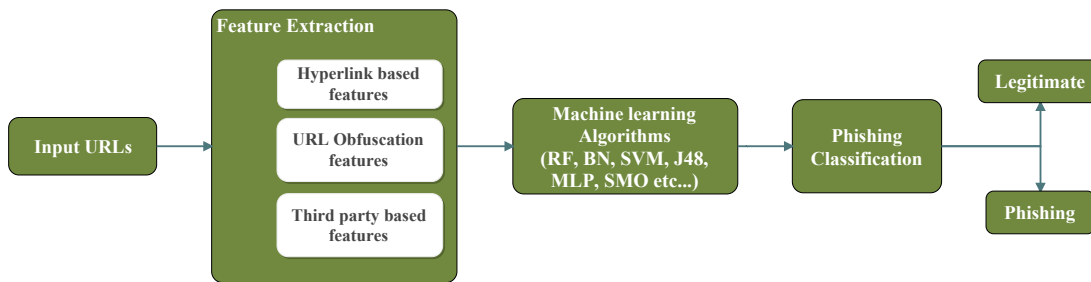 Input URLs
Feature Extraction
Hyperlink based
features
URL Obfuscation
features
Third party based
features
Machine learning
Algorithms
(RF, BN, SVM, J48,
MLP, SMO etc...)
Phishing
Classification
Legitimate
Phishing